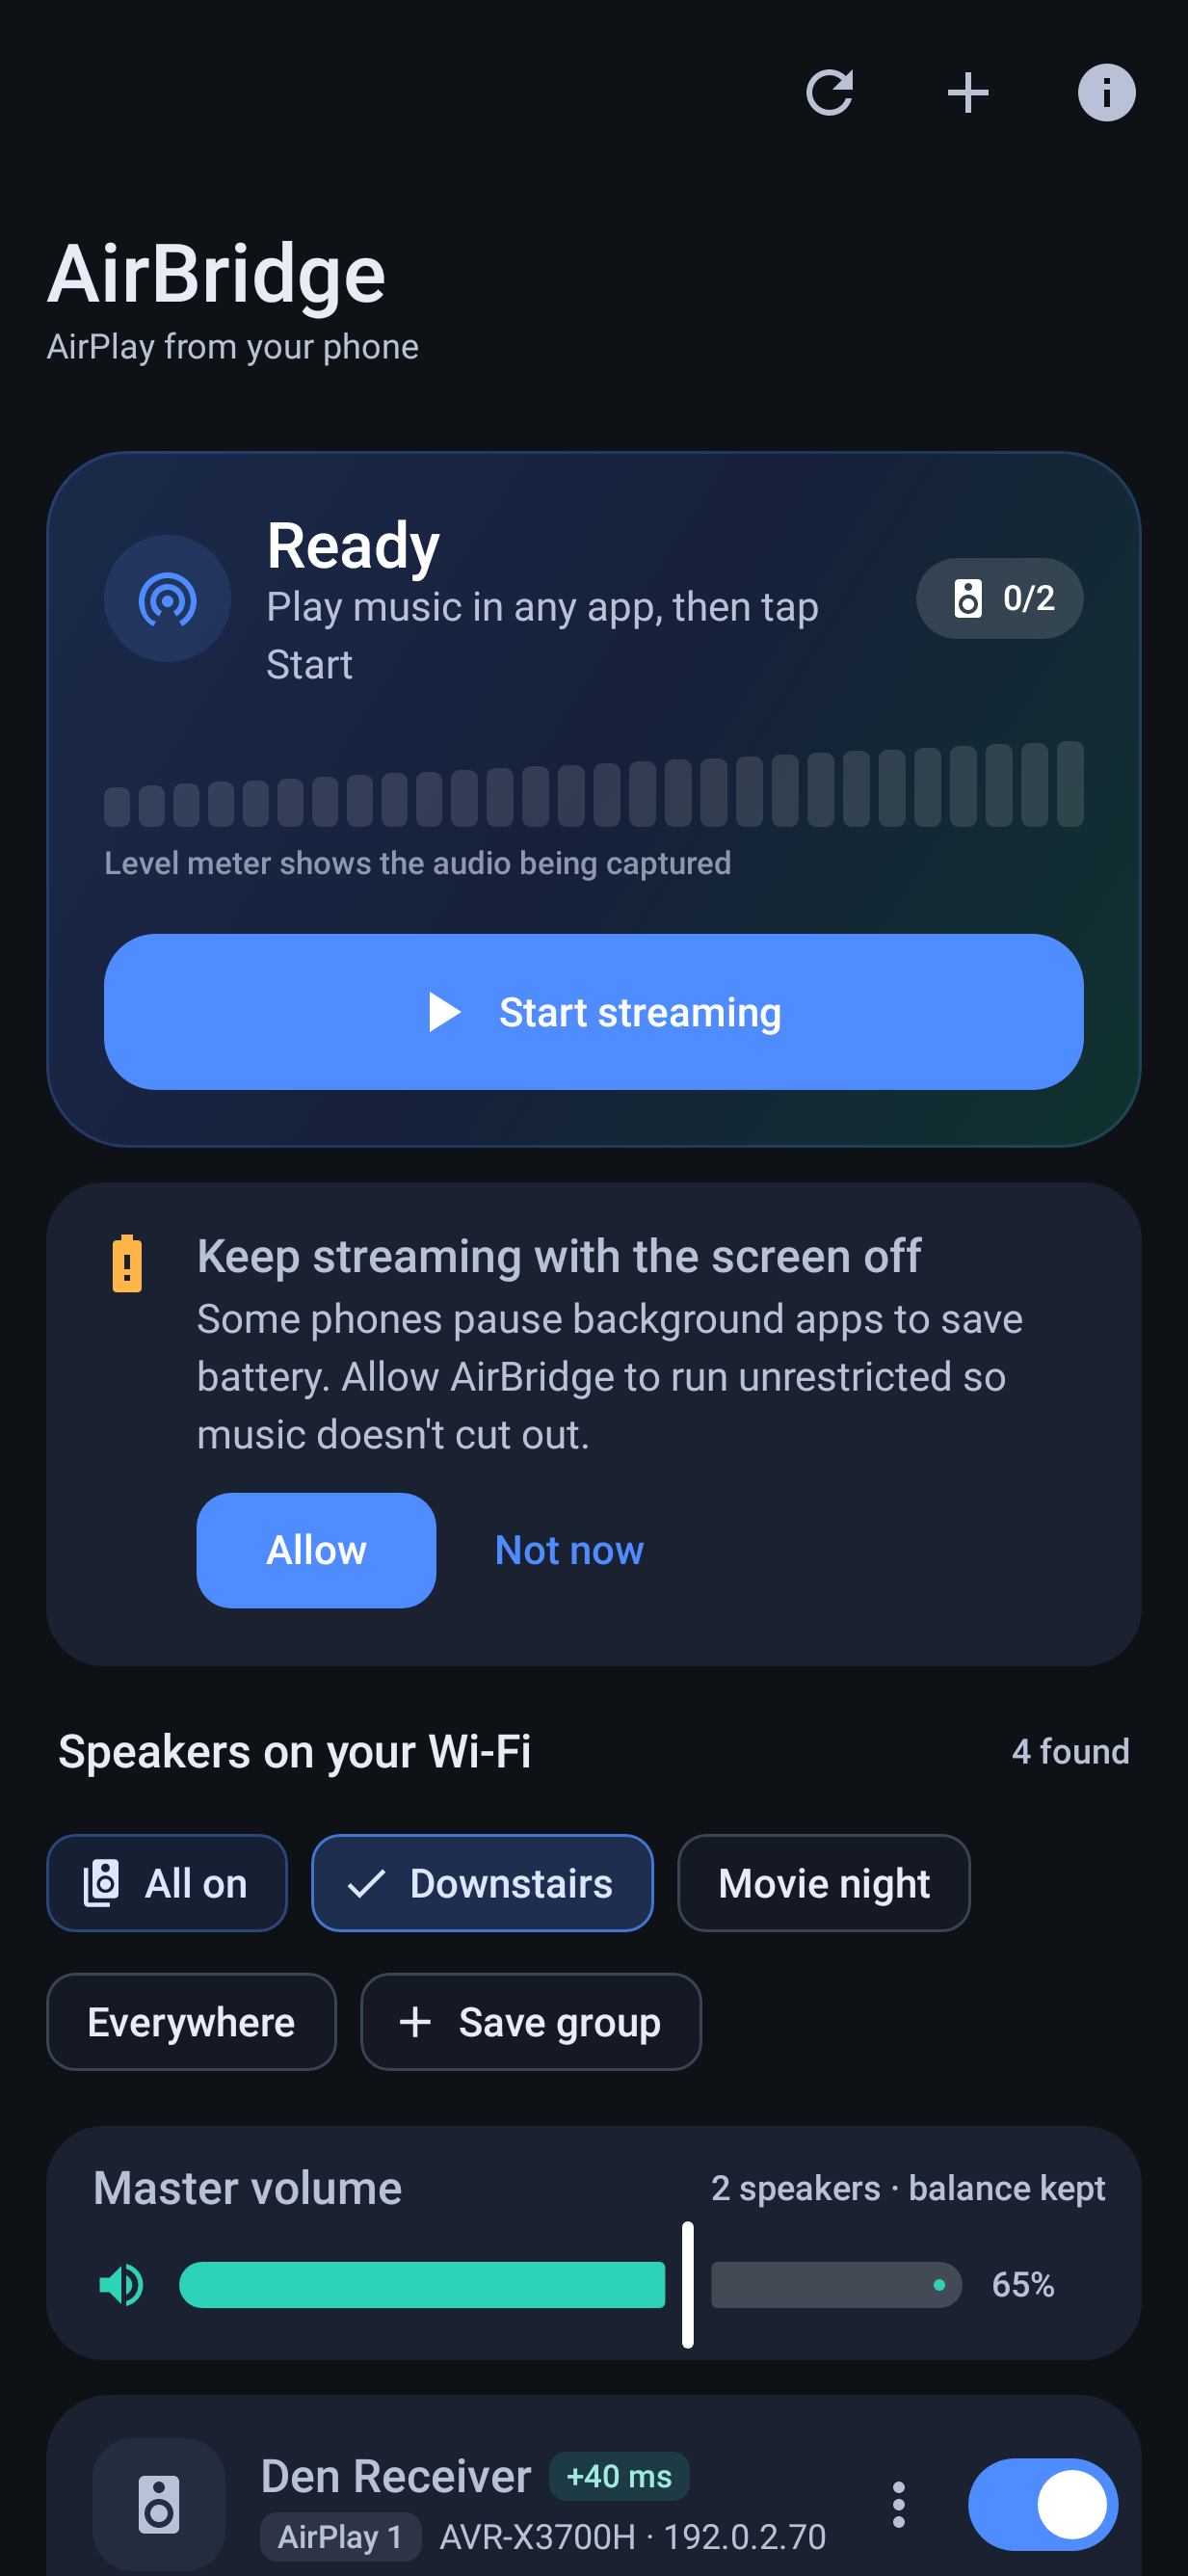 AirBridge
AirPlay from your phone
Ready
Play music in any app, then tap
Start
0/2
Level meter shows the audio being captured
Start streaming
Keep streaming with the screen off
Some phones pause background apps to save
battery. Allow AirBridge to run unrestricted so
music doesn't cut out.
Allow
Not now
Speakers on your Wi-Fi
4 found
All on
Downstairs
Movie night
Everywhere
Save group
Master volume
2 speakers · balance kept
65%
Den Receiver
+40 ms
AirPlay 1
AVR-X3700H · 192.0.2.70